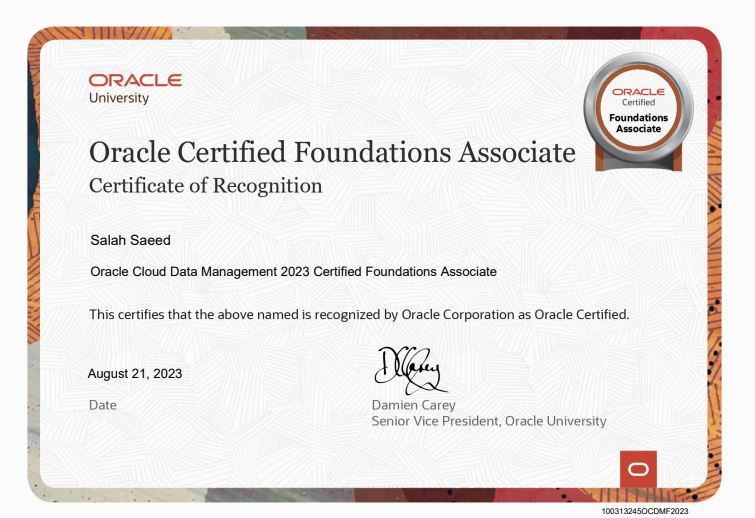 ORACLE
University
ORACLE
Certified
Foundations
Associate
Oracle Certified Foundations Associate
Certificate of Recognition
Salah Saeed
Oracle Cloud Data Management 2023 Certified Foundations Associate
This certifies that the above named is recognized by Oracle Corporation as Oracle Certified.
August 21, 2023
Date
DCarey
Damien Carey
Senior Vice President, Oracle University
100313245OCDMF2023